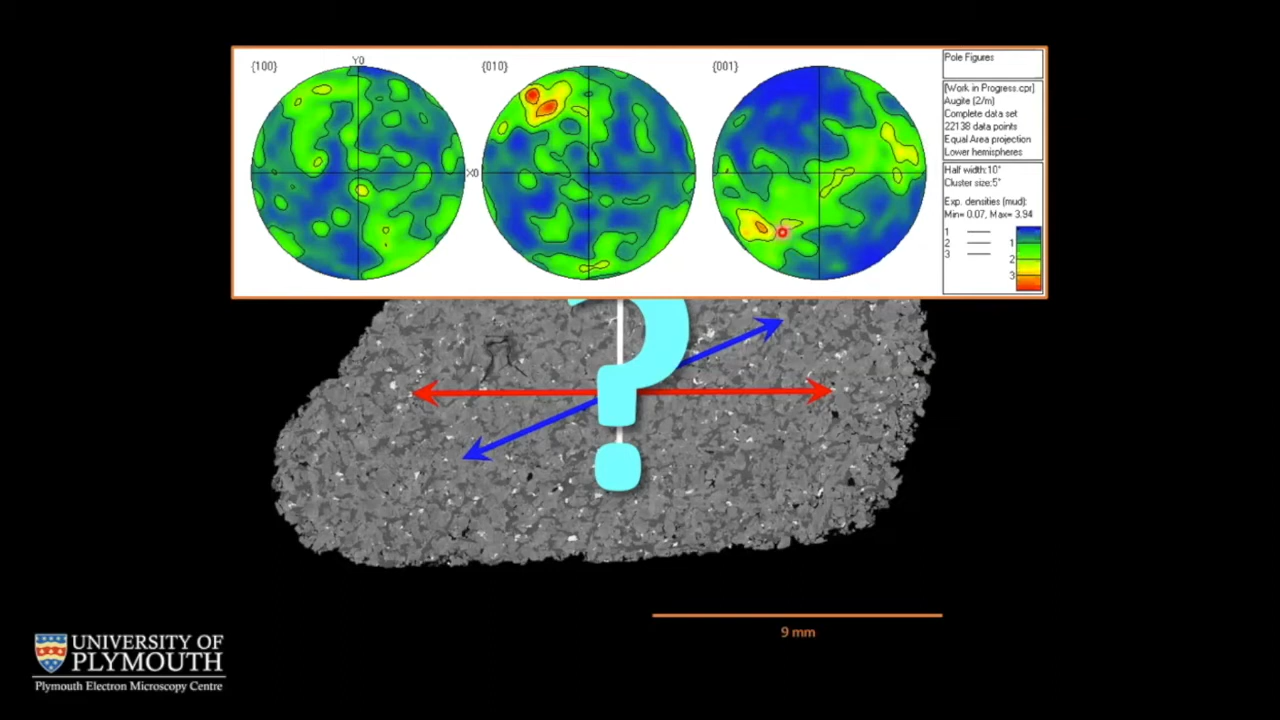 {100}
Y0
X0
{010}
{001}
Pole Figures
[Work in Progress.cpr]
Augite (2/m)
Complete data set
22138 data points
Equal Area projection
Lower hemispheres
Half width:10°
Cluster size:5°
Exp. densities (mud):
Min= 0.07, Max= 3.94
1
2
3
1
2
3
?
9 mm
UNIVERSITY OF
PLYMOUTH
Plymouth Electron Microscopy Centre